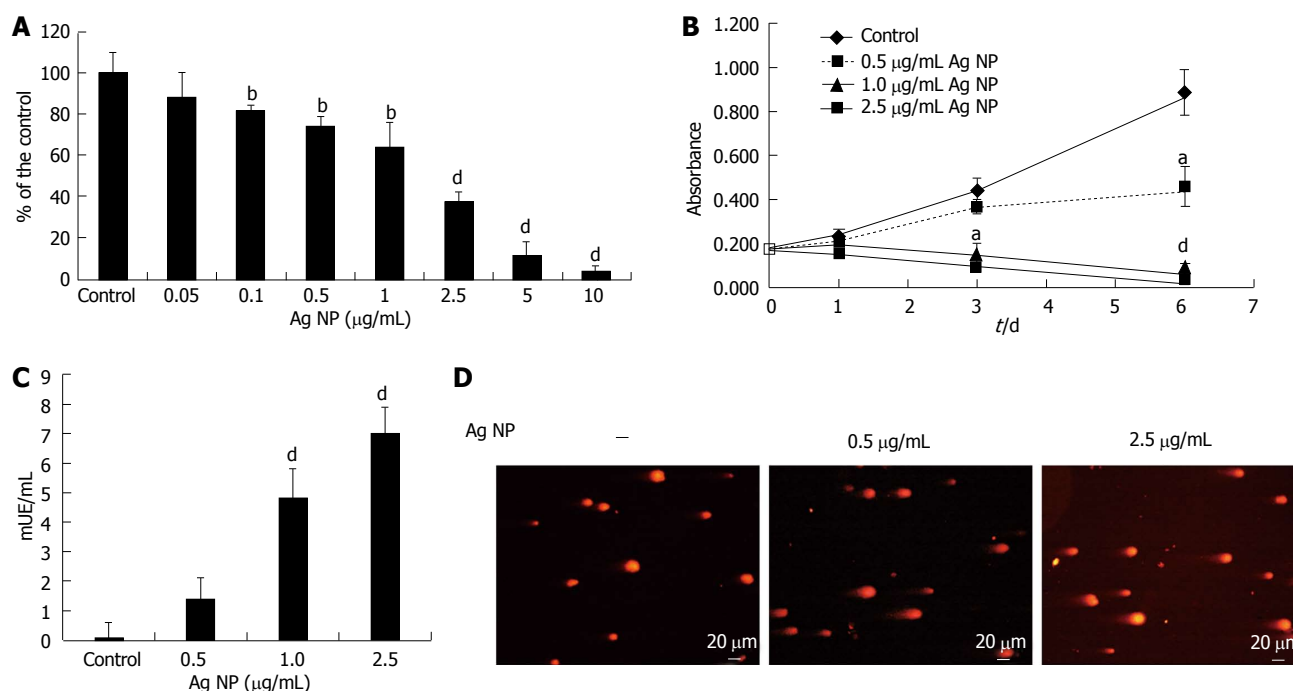 A
% of the control
120
100
80
60
40
20
0
b
b
b
d
d
d
Control 0.05 0.1 0.5 1 2.5 5 10
Ag NP (μg/mL)
B
Absorbance
1.200
1.000
0.800
0.600
0.400
0.200
0.000
Control
0.5 μg/mL Ag NP
1.0 μg/mL Ag NP
2.5 μg/mL Ag NP
a
a
d
0 1 2 3 4 5 6 7
t/d
C
mUE/mL
9
8
7
6
5
4
3
2
1
0
d
d
Control 0.5 1.0 2.5
Ag NP (μg/mL)
D
Ag NP – 0.5 μg/mL 2.5 μg/mL
20 μm 20 μm 20 μm